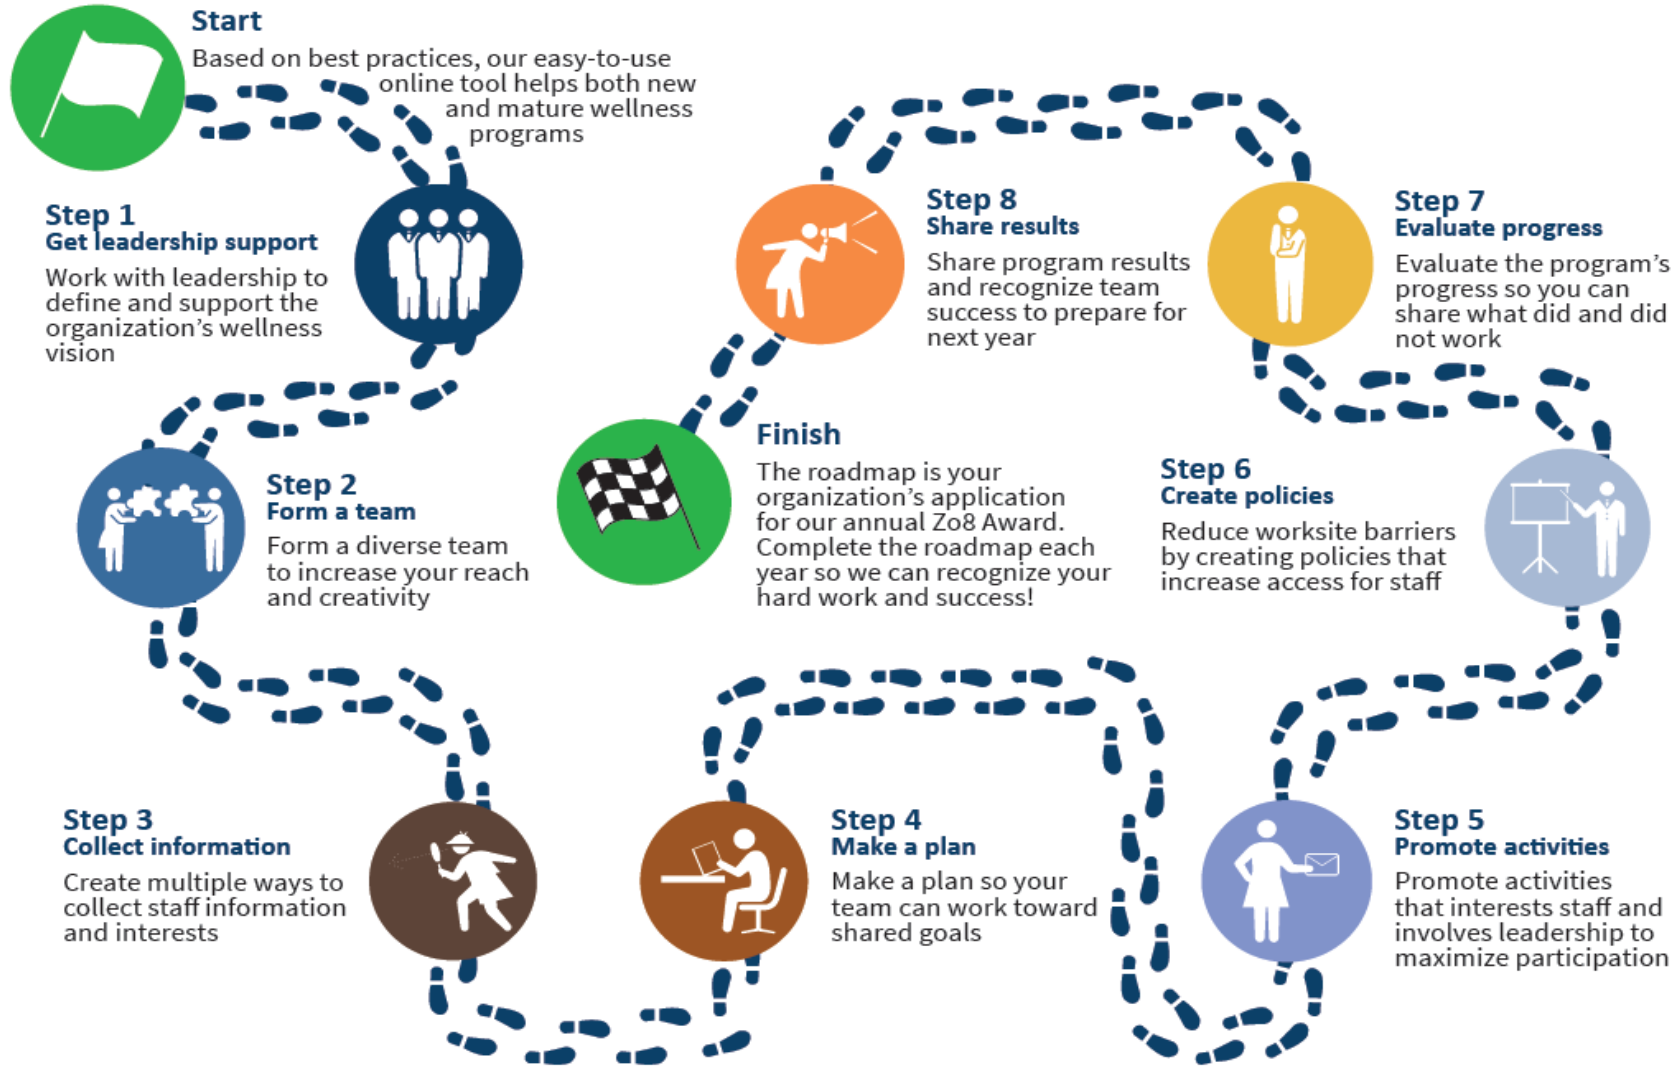 Start
Based on best practices, our easy-to-use
online tool helps both new
and mature wellness
programs
Step 1
Get leadership support
Work with leadership to
define and support the
organization's wellness
vision
Step 2
Form a team
Form a diverse team
to increase your reach
and creativity
Step 3
Collect information
Create multiple ways to
collect staff information
and interests
Step 4
Make a plan
Make a plan so your
team can work toward
shared goals
Step 5
Promote activities
Promote activities
that interests staff and
involves leadership to
maximize participation
Step 6
Create policies
Reduce worksite barriers
by creating policies that
increase access for staff
Step 7
Evaluate progress
Evaluate the program's
progress so you can
share what did and did
not work
Step 8
Share results
Share program results
and recognize team
success to prepare for
next year
Finish
The roadmap is your
organization's application
for our annual Zo8 Award.
Complete the roadmap each
year so we can recognize your
hard work and success!